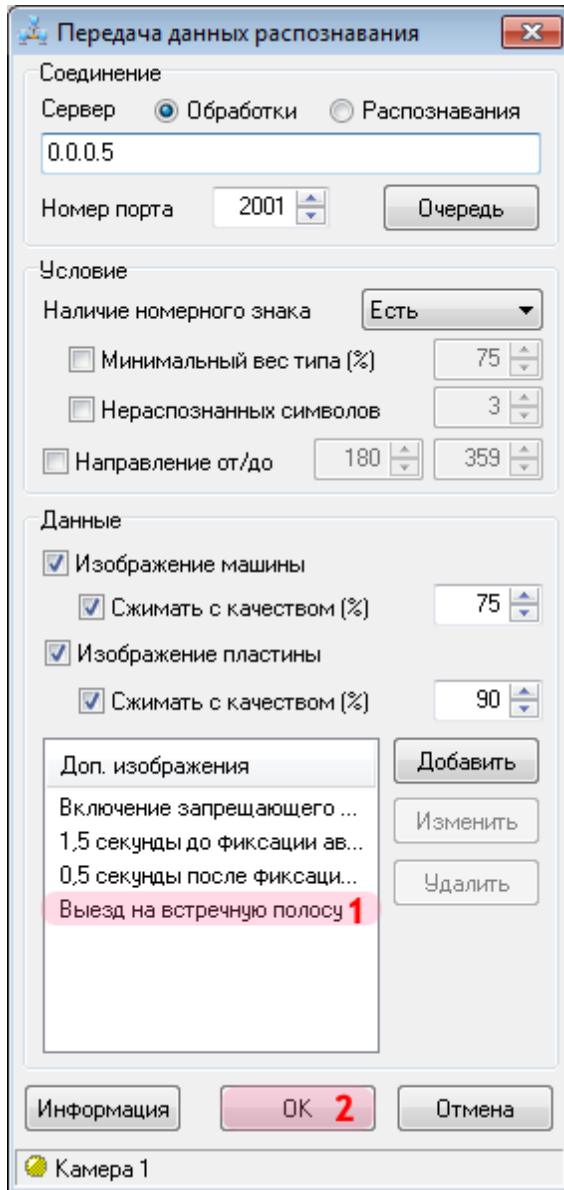 Передача данных распознавания
Соединение
Сервер Обработки Распознавания
0.0.0.5
Номер порта 2001 Очередь
Условие
Наличие номерного знака Есть
Минимальный вес типа (%) 75
Нераспознанных символов 3
Направление от/до 180 359
Данные
Изображение машины
Сжимать с качеством (%) 75
Изображение пластины
Сжимать с качеством (%) 90
Доп. изображения Добавить
Включение запрещающего ...
Изменить
1,5 секунды до фиксации ав...
0,5 секунды после фиксаци...
Удалить
Выезд на встречную полосу 1
Информация OK 2 Отмена
Камера 1